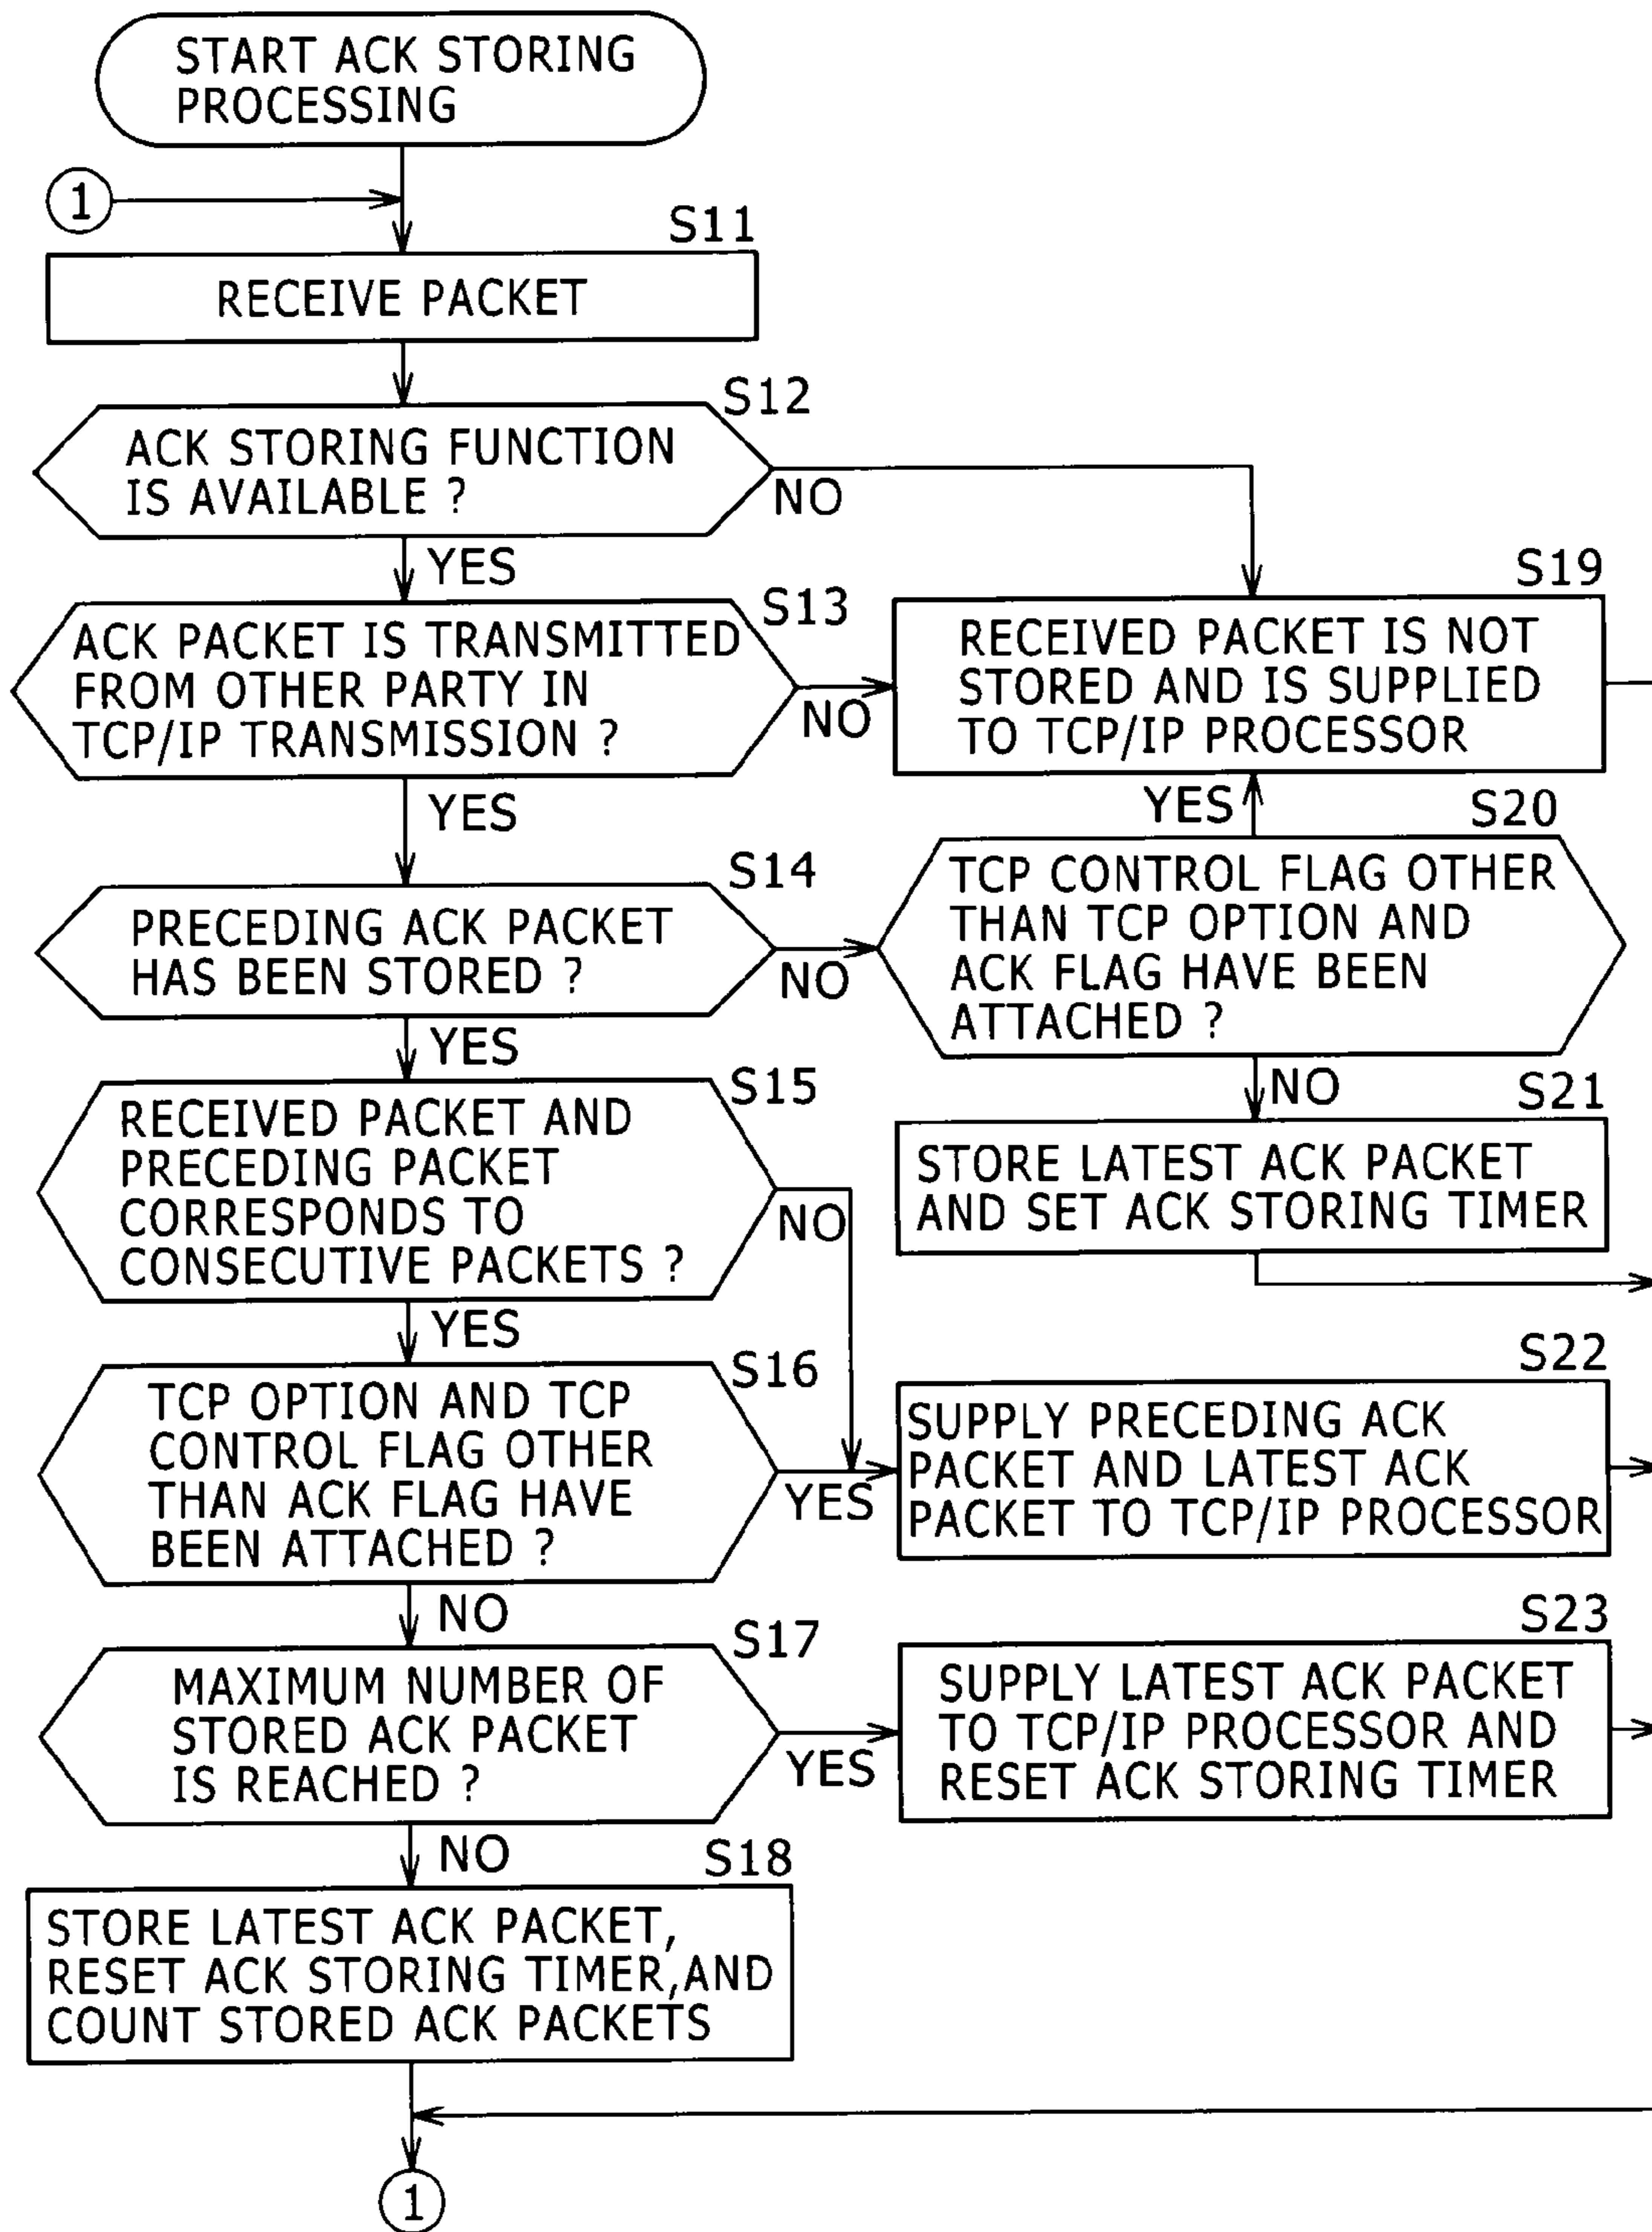 START ACK STORING
PROCESSING
1
S11
RECEIVE PACKET
S12
ACK STORING FUNCTION
IS AVAILABLE ?
NO
YES
S13
ACK PACKET IS TRANSMITTED
FROM OTHER PARTY IN
TCP/IP TRANSMISSION ?
NO
YES
S19
RECEIVED PACKET IS NOT
STORED AND IS SUPPLIED
TO TCP/IP PROCESSOR
S14
PRECEDING ACK PACKET
HAS BEEN STORED ?
NO
YES
YES
S20
TCP CONTROL FLAG OTHER
THAN TCP OPTION AND
ACK FLAG HAVE BEEN
ATTACHED ?
NO
S15
RECEIVED PACKET AND
PRECEDING PACKET
CORRESPONDS TO
CONSECUTIVE PACKETS ?
NO
YES
S21
STORE LATEST ACK PACKET
AND SET ACK STORING TIMER
S16
TCP OPTION AND TCP
CONTROL FLAG OTHER
THAN ACK FLAG HAVE
BEEN ATTACHED ?
YES
NO
S22
SUPPLY PRECEDING ACK
PACKET AND LATEST ACK
PACKET TO TCP/IP PROCESSOR
S17
MAXIMUM NUMBER OF
STORED ACK PACKET
IS REACHED ?
YES
NO
S23
SUPPLY LATEST ACK PACKET
TO TCP/IP PROCESSOR AND
RESET ACK STORING TIMER
S18
STORE LATEST ACK PACKET,
RESET ACK STORING TIMER,AND
COUNT STORED ACK PACKETS
1